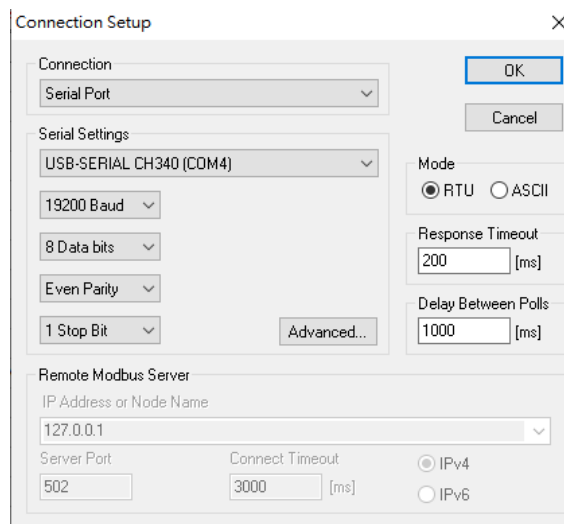 Connection Setup
Connection
OK
Serial Port
Cancel
Serial Settings
USB-SERIAL CH340 (COM4)
Mode
RTU ASCII
19200 Baud
8 Data bits
Response Timeout
200 [ms]
Even Parity
Delay Between Polls
1 Stop Bit
Advanced...
1000 [ms]
Remote Modbus Server
IP Address or Node Name
127.0.0.1
Server Port Connect Timeout
IPv4
502 3000 [ms]
IPv6